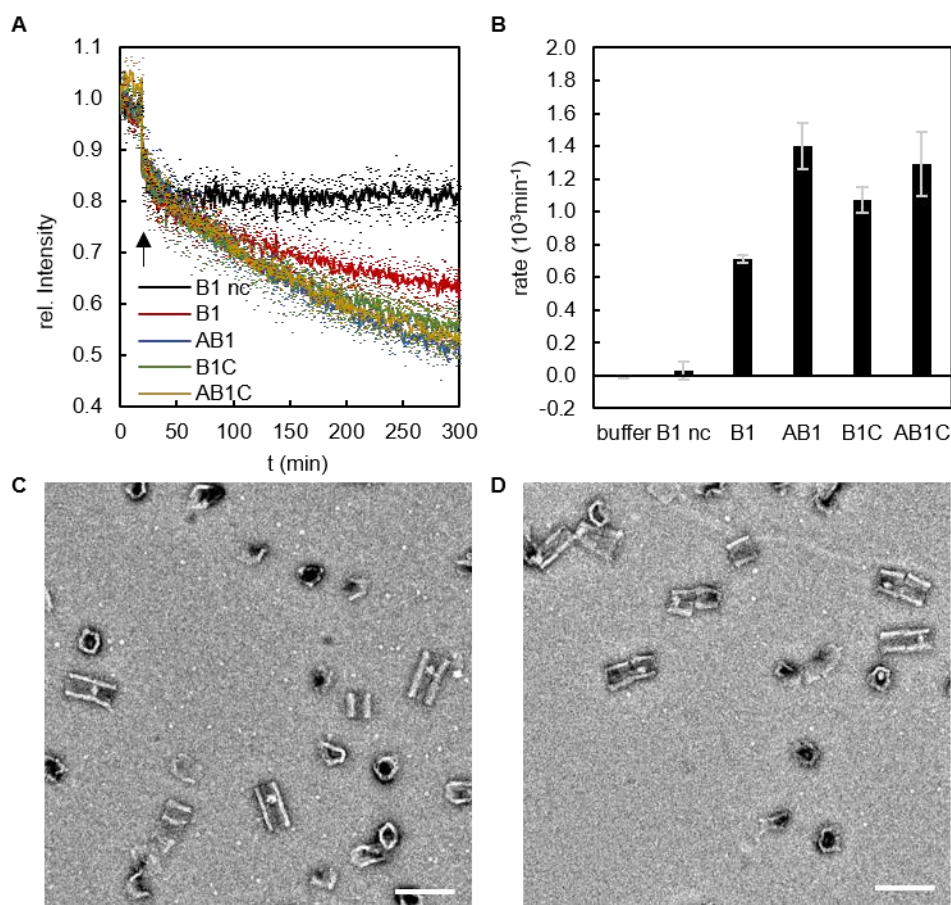 A
1.1
1.0
0.9
0.8
0.7
0.6
0.5
0.4
rel. Intensity
B1 nc
B1
AB1
B1C
AB1C
0 50 100 150 200 250 300
t (min)
B
2.0
1.8
1.6
1.4
1.2
1.0
0.8
0.6
0.4
0.2
0.0
-0.2
rate (10³min⁻¹)
buffer B1 nc B1 AB1 B1C AB1C
C
D